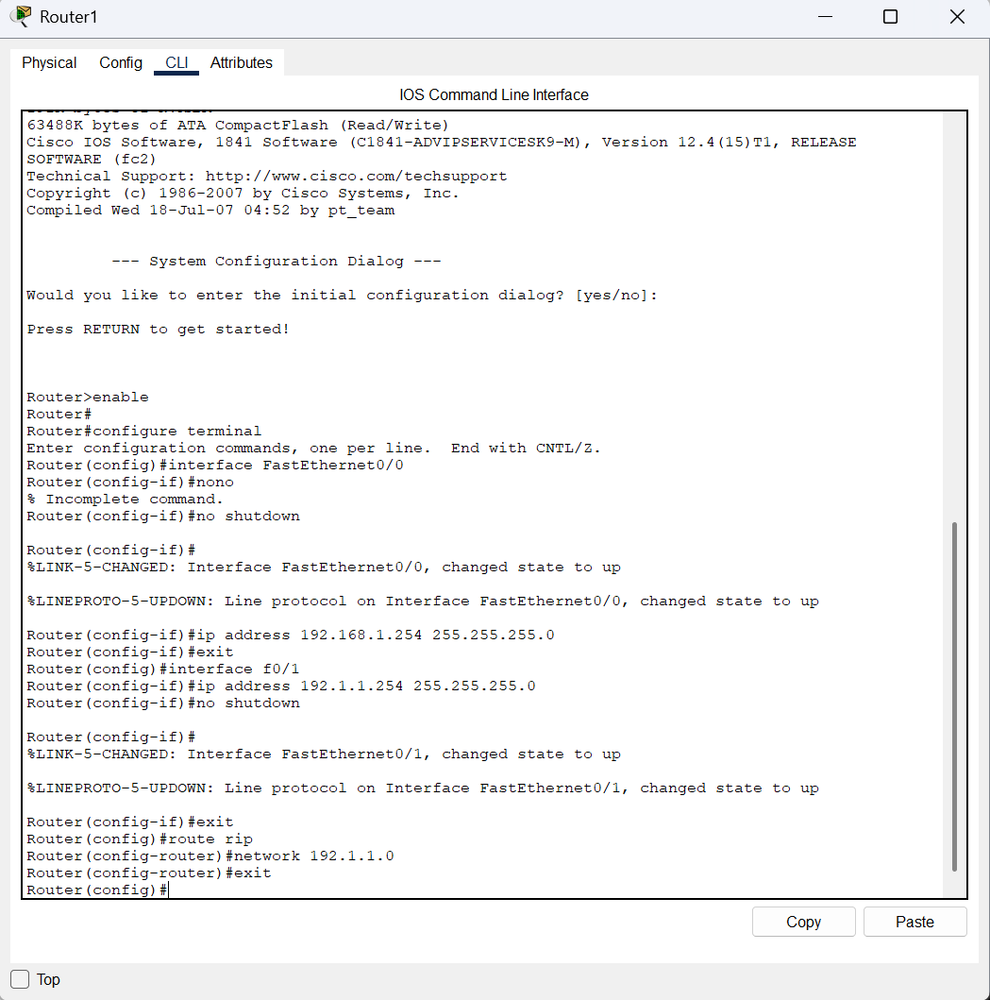 Router1
Physical Config CLI Attributes
IOS Command Line Interface
63488K bytes of ATA CompactFlash (Read/Write)
Cisco IOS Software, 1841 Software (C1841-ADVIPSERVICESK9-M), Version 12.4(15)T1, RELEASE
SOFTWARE (fc2)
Technical Support: http://www.cisco.com/techsupport
Copyright (c) 1986-2007 by Cisco Systems, Inc.
Compiled Wed 18-Jul-07 04:52 by pt_team
--- System Configuration Dialog ---
Would you like to enter the initial configuration dialog? [yes/no]:
Press RETURN to get started!
Router>enable
Router#
Router#configure terminal
Enter configuration commands, one per line.  End with CNTL/Z.
Router(config)#interface FastEthernet0/0
Router(config-if)#nono
% Incomplete command.
Router(config-if)#no shutdown
Router(config-if)#
%LINK-5-CHANGED: Interface FastEthernet0/0, changed state to up
%LINEPROTO-5-UPDOWN: Line protocol on Interface FastEthernet0/0, changed state to up
Router(config-if)#ip address 192.168.1.254 255.255.255.0
Router(config-if)#exit
Router(config)#interface f0/1
Router(config-if)#ip address 192.1.1.254 255.255.255.0
Router(config-if)#no shutdown
Router(config-if)#
%LINK-5-CHANGED: Interface FastEthernet0/1, changed state to up
%LINEPROTO-5-UPDOWN: Line protocol on Interface FastEthernet0/1, changed state to up
Router(config-if)#exit
Router(config)#route rip
Router(config-router)#network 192.1.1.0
Router(config-router)#exit
Router(config)#
Copy Paste
Top